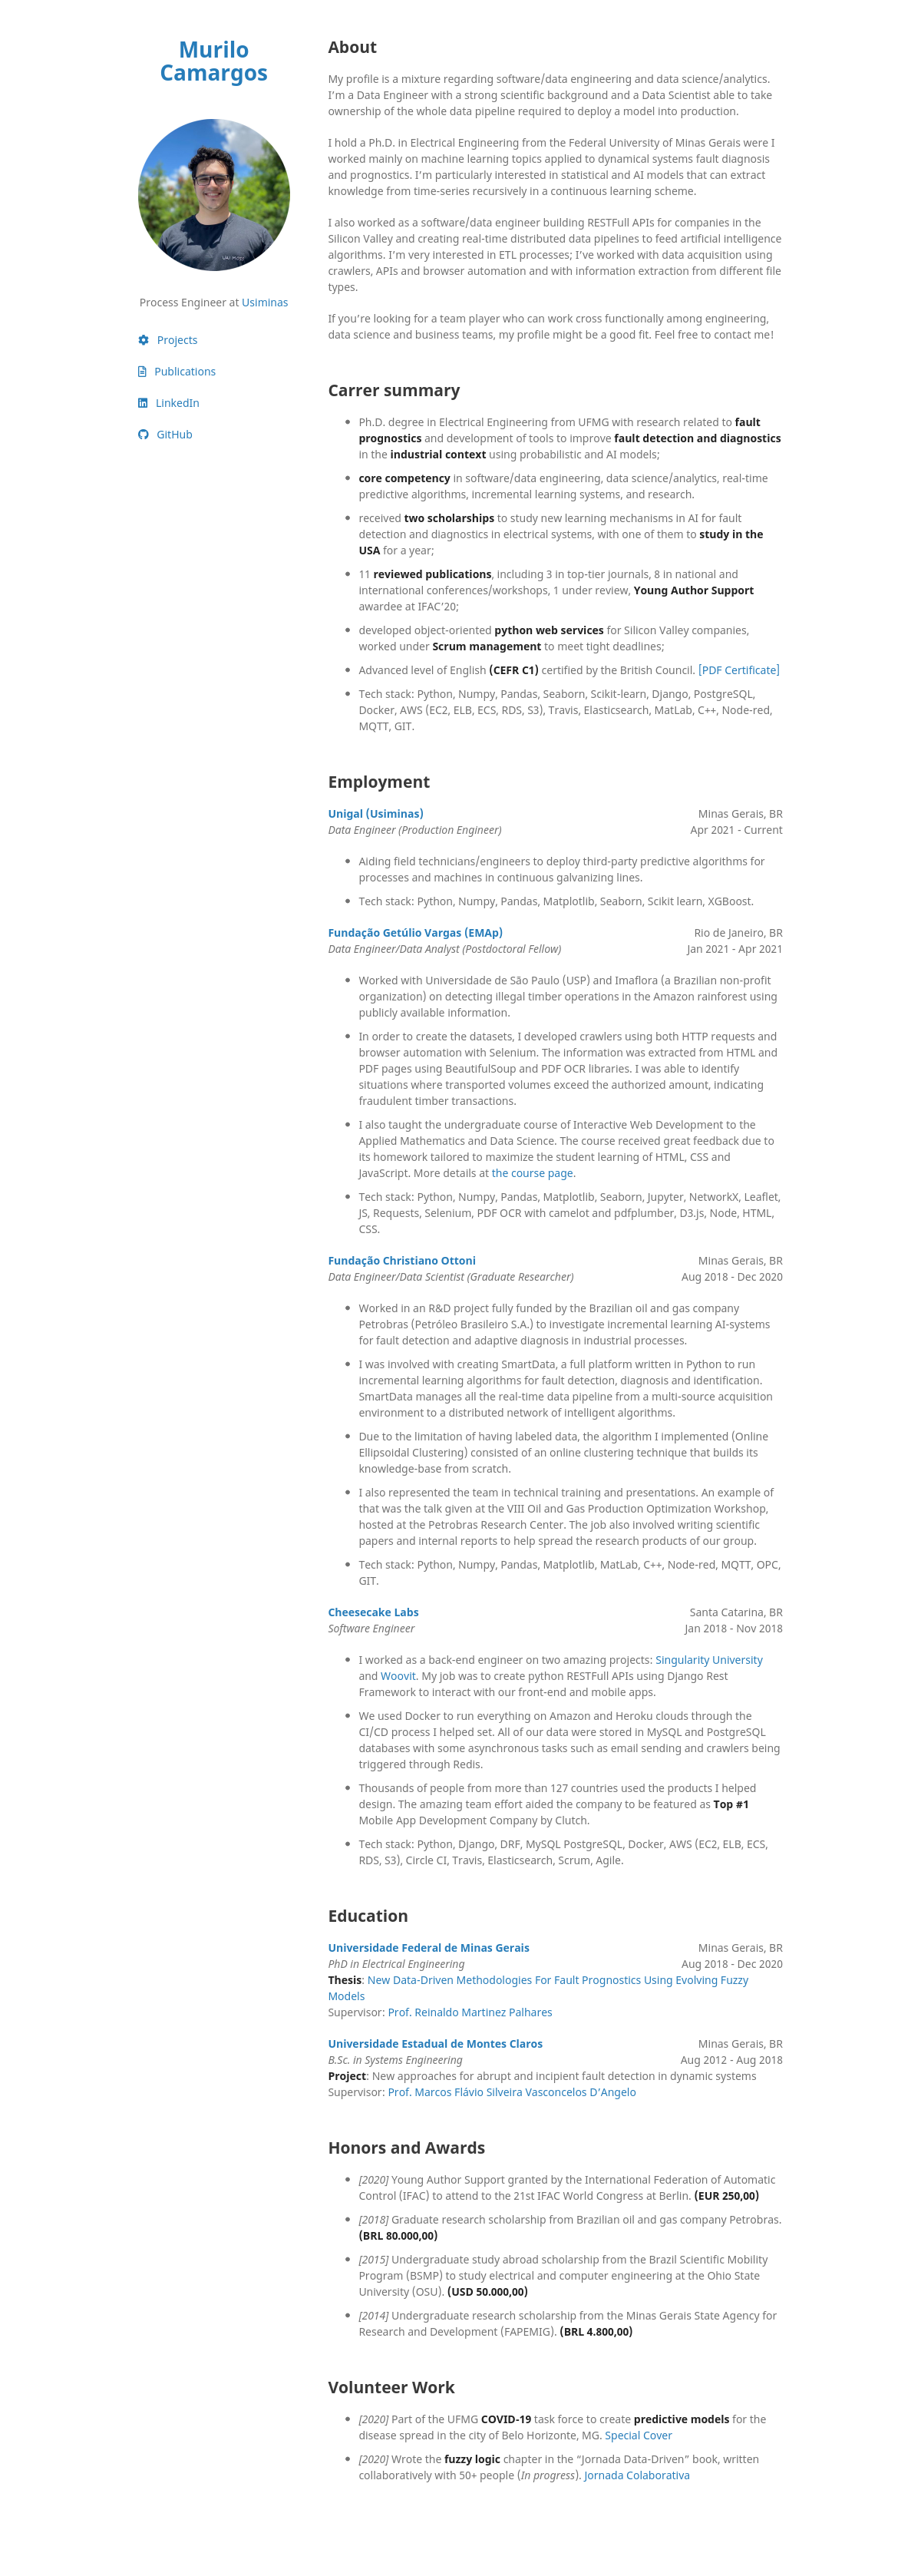 Murilo
Camargos
Process Engineer at Usiminas
Projects
Publications
LinkedIn
GitHub
About
My profile is a mixture regarding software/data engineering and data science/analytics.
I'm a Data Engineer with a strong scientific background and a Data Scientist able to take
ownership of the whole data pipeline required to deploy a model into production.
I hold a Ph.D. in Electrical Engineering from the Federal University of Minas Gerais were I
worked mainly on machine learning topics applied to dynamical systems fault diagnosis
and prognostics. I'm particularly interested in statistical and AI models that can extract
knowledge from time-series recursively in a continuous learning scheme.
I also worked as a software/data engineer building RESTFull APIs for companies in the
Silicon Valley and creating real-time distributed data pipelines to feed artificial intelligence
algorithms. I'm very interested in ETL processes; I've worked with data acquisition using
crawlers, APIs and browser automation and with information extraction from different file
types.
If you're looking for a team player who can work cross functionally among engineering,
data science and business teams, my profile might be a good fit. Feel free to contact me!
Carrer summary
• Ph.D. degree in Electrical Engineering from UFMG with research related to fault
prognostics and development of tools to improve fault detection and diagnostics
in the industrial context using probabilistic and AI models;
• core competency in software/data engineering, data science/analytics, real-time
predictive algorithms, incremental learning systems, and research.
• received two scholarships to study new learning mechanisms in AI for fault
detection and diagnostics in electrical systems, with one of them to study in the
USA for a year;
• 11 reviewed publications, including 3 in top-tier journals, 8 in national and
international conferences/workshops, 1 under review, Young Author Support
awardee at IFAC'20;
• developed object-oriented python web services for Silicon Valley companies,
worked under Scrum management to meet tight deadlines;
• Advanced level of English (CEFR C1) certified by the British Council. [PDF Certificate]
• Tech stack: Python, Numpy, Pandas, Seaborn, Scikit-learn, Django, PostgreSQL,
Docker, AWS (EC2, ELB, ECS, RDS, S3), Travis, Elasticsearch, MatLab, C++, Node-red,
MQTT, GIT.
Employment
Unigal (Usiminas) Minas Gerais, BR
Data Engineer (Production Engineer) Apr 2021 - Current
• Aiding field technicians/engineers to deploy third-party predictive algorithms for
processes and machines in continuous galvanizing lines.
• Tech stack: Python, Numpy, Pandas, Matplotlib, Seaborn, Scikit learn, XGBoost.
Fundação Getúlio Vargas (EMAp) Rio de Janeiro, BR
Data Engineer/Data Analyst (Postdoctoral Fellow) Jan 2021 - Apr 2021
• Worked with Universidade de São Paulo (USP) and Imaflora (a Brazilian non-profit
organization) on detecting illegal timber operations in the Amazon rainforest using
publicly available information.
• In order to create the datasets, I developed crawlers using both HTTP requests and
browser automation with Selenium. The information was extracted from HTML and
PDF pages using BeautifulSoup and PDF OCR libraries. I was able to identify
situations where transported volumes exceed the authorized amount, indicating
fraudulent timber transactions.
• I also taught the undergraduate course of Interactive Web Development to the
Applied Mathematics and Data Science. The course received great feedback due to
its homework tailored to maximize the student learning of HTML, CSS and
JavaScript. More details at the course page.
• Tech stack: Python, Numpy, Pandas, Matplotlib, Seaborn, Jupyter, NetworkX, Leaflet,
JS, Requests, Selenium, PDF OCR with camelot and pdfplumber, D3.js, Node, HTML,
CSS.
Fundação Christiano Ottoni Minas Gerais, BR
Data Engineer/Data Scientist (Graduate Researcher) Aug 2018 - Dec 2020
• Worked in an R&D project fully funded by the Brazilian oil and gas company
Petrobras (Petróleo Brasileiro S.A.) to investigate incremental learning AI-systems
for fault detection and adaptive diagnosis in industrial processes.
• I was involved with creating SmartData, a full platform written in Python to run
incremental learning algorithms for fault detection, diagnosis and identification.
SmartData manages all the real-time data pipeline from a multi-source acquisition
environment to a distributed network of intelligent algorithms.
• Due to the limitation of having labeled data, the algorithm I implemented (Online
Ellipsoidal Clustering) consisted of an online clustering technique that builds its
knowledge-base from scratch.
• I also represented the team in technical training and presentations. An example of
that was the talk given at the VIII Oil and Gas Production Optimization Workshop,
hosted at the Petrobras Research Center. The job also involved writing scientific
papers and internal reports to help spread the research products of our group.
• Tech stack: Python, Numpy, Pandas, Matplotlib, MatLab, C++, Node-red, MQTT, OPC,
GIT.
Cheesecake Labs Santa Catarina, BR
Software Engineer Jan 2018 - Nov 2018
• I worked as a back-end engineer on two amazing projects: Singularity University
and Woovit. My job was to create python RESTFull APIs using Django Rest
Framework to interact with our front-end and mobile apps.
• We used Docker to run everything on Amazon and Heroku clouds through the
CI/CD process I helped set. All of our data were stored in MySQL and PostgreSQL
databases with some asynchronous tasks such as email sending and crawlers being
triggered through Redis.
• Thousands of people from more than 127 countries used the products I helped
design. The amazing team effort aided the company to be featured as Top #1
Mobile App Development Company by Clutch.
• Tech stack: Python, Django, DRF, MySQL PostgreSQL, Docker, AWS (EC2, ELB, ECS,
RDS, S3), Circle CI, Travis, Elasticsearch, Scrum, Agile.
Education
Universidade Federal de Minas Gerais Minas Gerais, BR
PhD in Electrical Engineering Aug 2018 - Dec 2020
Thesis: New Data-Driven Methodologies For Fault Prognostics Using Evolving Fuzzy
Models
Supervisor: Prof. Reinaldo Martinez Palhares
Universidade Estadual de Montes Claros Minas Gerais, BR
B.Sc. in Systems Engineering Aug 2012 - Aug 2018
Project: New approaches for abrupt and incipient fault detection in dynamic systems
Supervisor: Prof. Marcos Flávio Silveira Vasconcelos D'Angelo
Honors and Awards
• [2020] Young Author Support granted by the International Federation of Automatic
Control (IFAC) to attend to the 21st IFAC World Congress at Berlin. (EUR 250,00)
• [2018] Graduate research scholarship from Brazilian oil and gas company Petrobras.
(BRL 80.000,00)
• [2015] Undergraduate study abroad scholarship from the Brazil Scientific Mobility
Program (BSMP) to study electrical and computer engineering at the Ohio State
University (OSU). (USD 50.000,00)
• [2014] Undergraduate research scholarship from the Minas Gerais State Agency for
Research and Development (FAPEMIG). (BRL 4.800,00)
Volunteer Work
• [2020] Part of the UFMG COVID-19 task force to create predictive models for the
disease spread in the city of Belo Horizonte, MG. Special Cover
• [2020] Wrote the fuzzy logic chapter in the “Jornada Data-Driven” book, written
collaboratively with 50+ people (In progress). Jornada Colaborativa